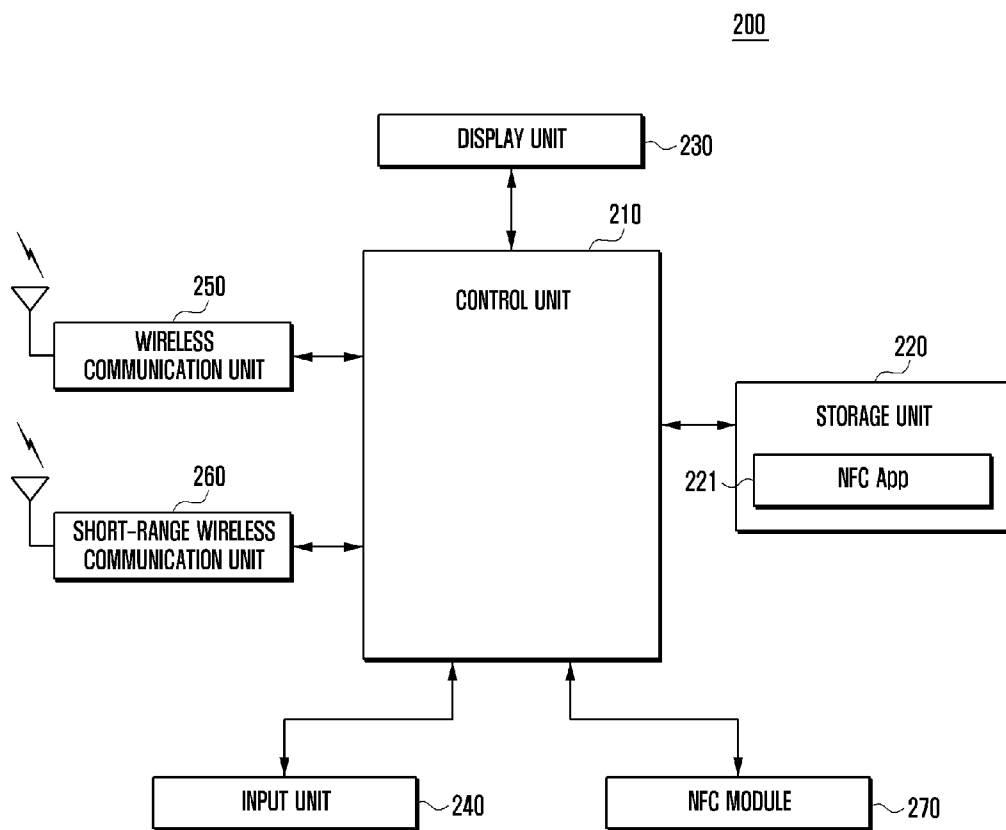 200
DISPLAY UNIT
230
210
CONTROL UNIT
250
WIRELESS
COMMUNICATION UNIT
220
STORAGE UNIT
221
NFC App
260
SHORT-RANGE WIRELESS
COMMUNICATION UNIT
INPUT UNIT
240
NFC MODULE
270